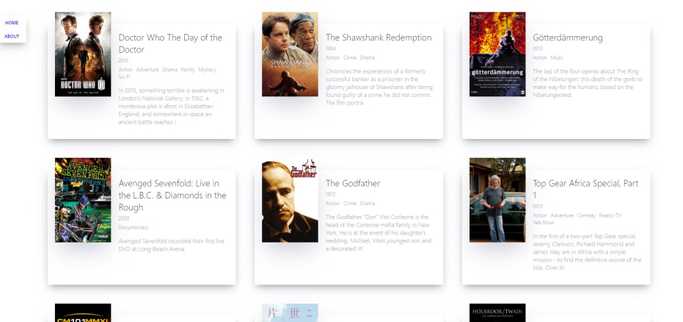 HOME
ABOUT
DOCTOR WHO
Doctor Who The Day of the
Doctor
2013
Action Adventure Drama Family Mystery
Sci-Fi
In 2013, something terrible is awakening in
London's National Gallery; in 1562, a
murderous plot is afoot in Elizabethan
England; and somewhere in space an
ancient battle reaches i
The Shawshank Redemption
1994
Action Crime Drama
Chronicles the experiences of a formerly
successful banker as a prisoner in the
gloomy jailhouse of Shawshank after being
found guilty of a crime he did not commit.
The film portra
götterdämmerung
Götterdämmerung
2013
Action Music
The last of the four operas about The Ring
of the Nibelungen: this death of the gods to
make way for the humans, based on the
Nibelungenlied.
AVENGED SEVENFOLD
Avenged Sevenfold: Live in
the L.B.C. & Diamonds in the
Rough
2008
Documentary
Avenged Sevenfold recorded their first live
DVD at Long Beach Arena.
The Godfather
The Godfather
1972
Action Crime Drama
The Godfather "Don" Vito Corleone is the
head of the Corleone mafia family in New
York. He is at the event of his daughter's
wedding. Michael, Vito's youngest son and
a decorated W
Top Gear Africa Special, Part
1
2013
Action Adventure Comedy Reality-TV
Talk-Show
In the first of a two-part Top Gear special,
Jeremy Clarkson, Richard Hammond and
James May are in Africa with a simple
mission - to find the definitive source of the
Nile. Over th
CM101MMXI
片 世 こ
HOLBROOK/TWAIN